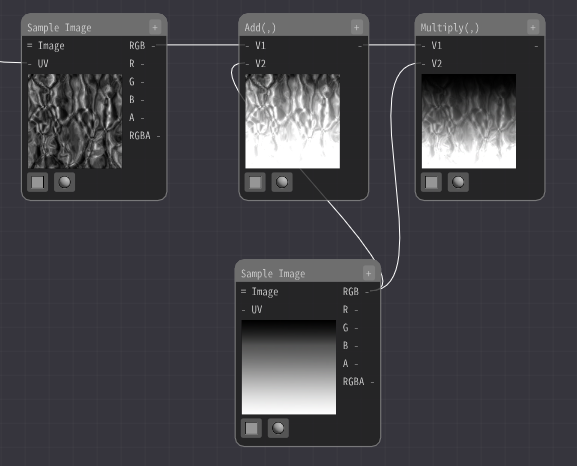 Sample Image +
= Image RGB -
- UV R -
G -
B -
A -
RGBA -
Add(,) +
- V1 -
- V2
Multiply(,) +
- V1 -
- V2
Sample Image +
= Image RGB -
- UV R -
G -
B -
A -
RGBA -